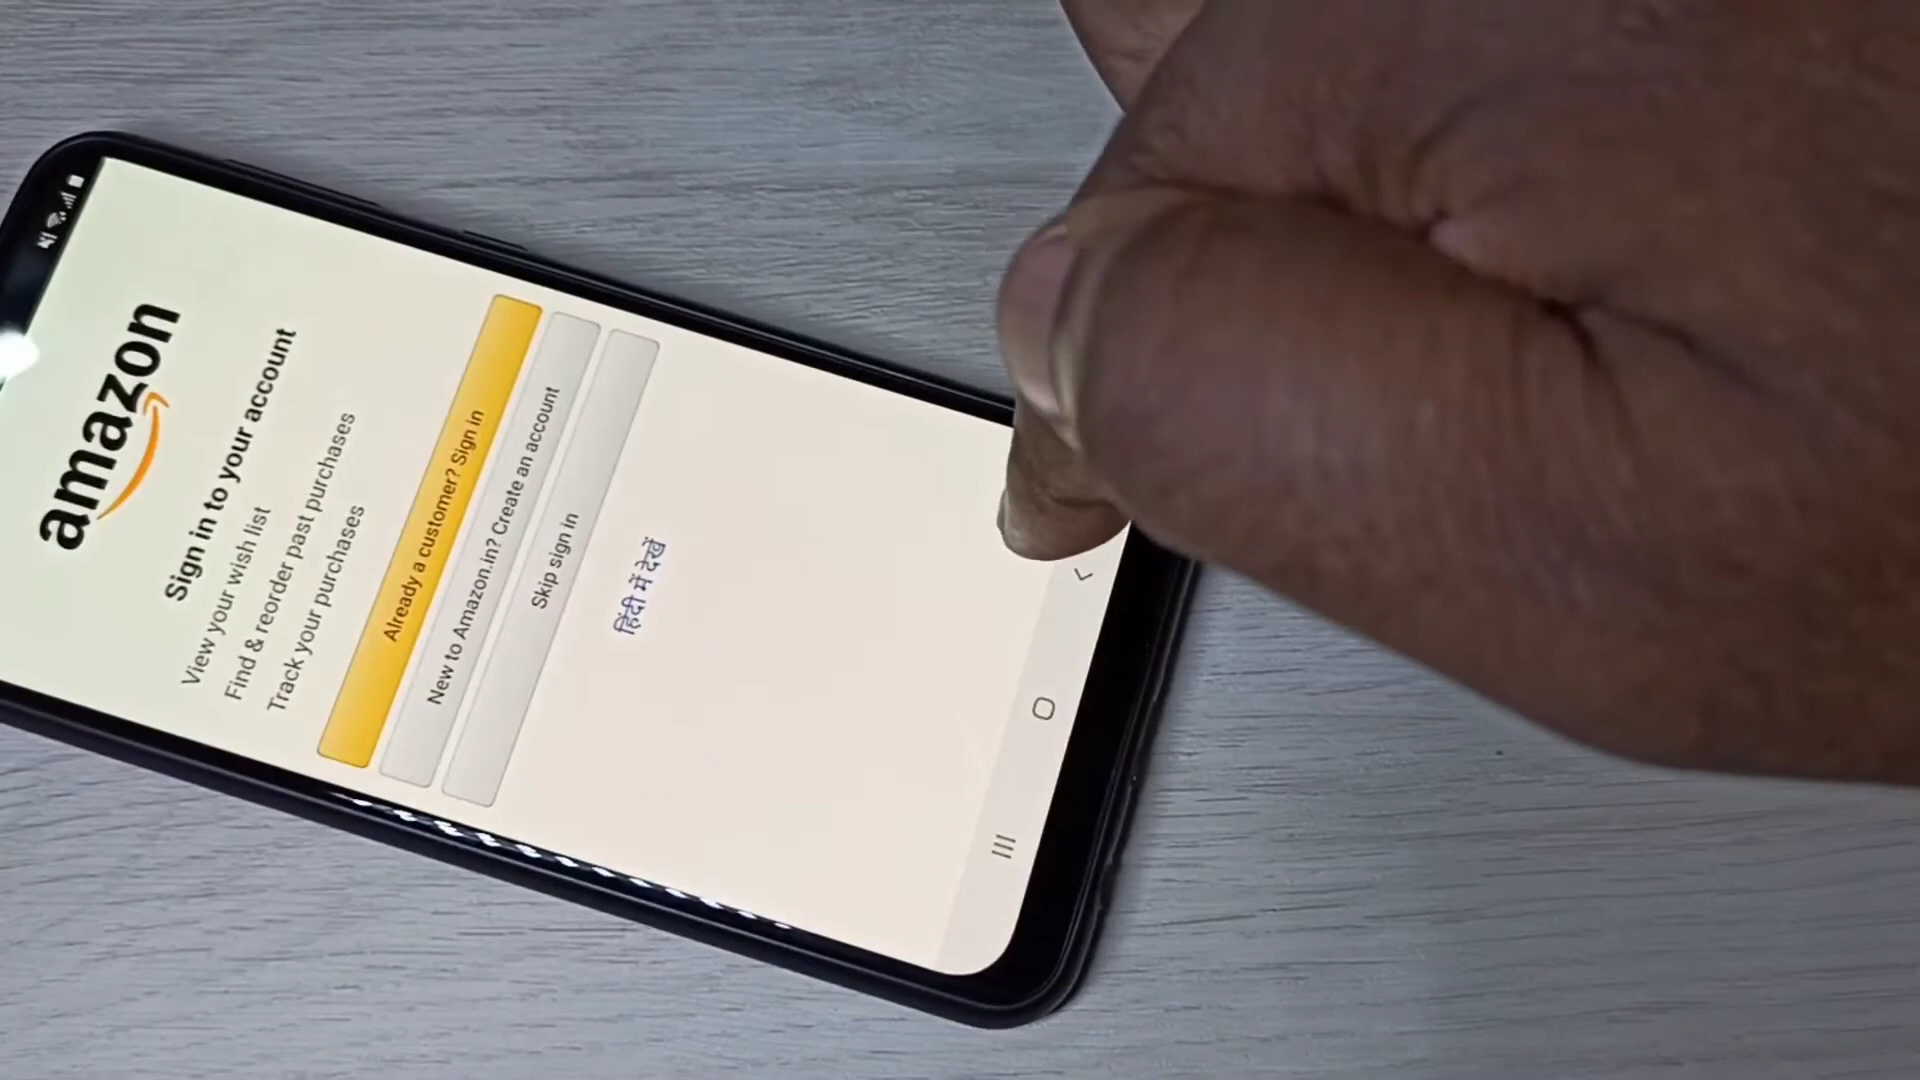 amazon
Sign in to your account
View your wish list
Find & reorder past purchases
Track your purchases
Already a customer? Sign in
New to Amazon.in? Create an account
Skip sign in
हिंदी में देखें